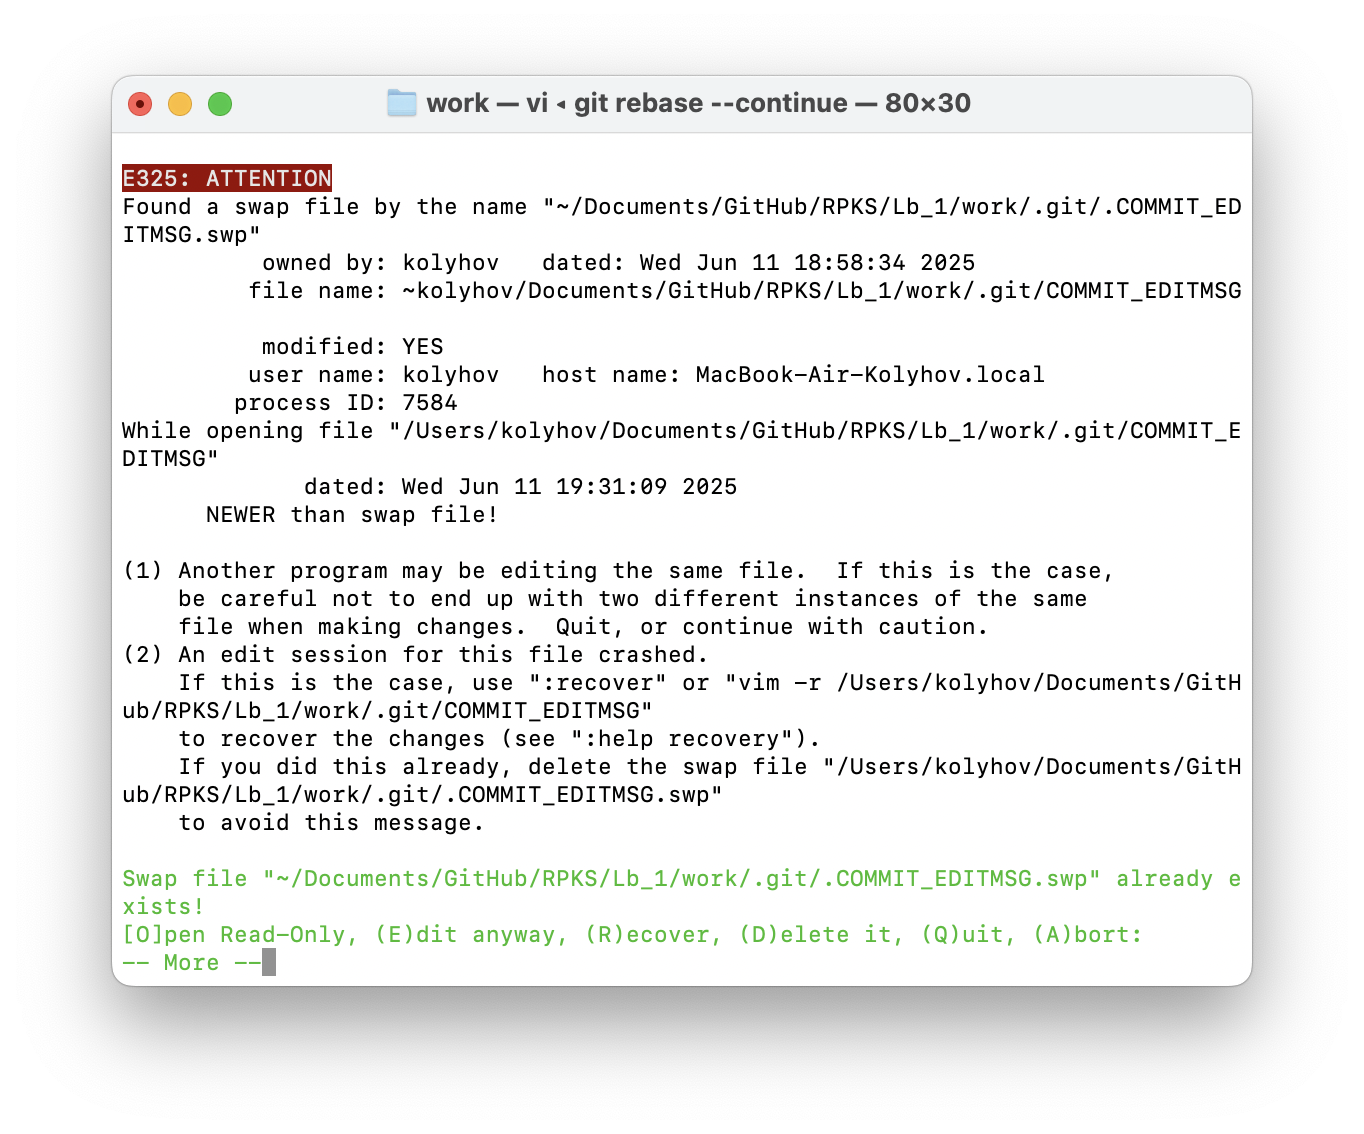 work — vi ◂ git rebase --continue — 80×30
E325: ATTENTION
Found a swap file by the name "~/Documents/GitHub/RPKS/Lb_1/work/.git/.COMMIT_ED
ITMSG.swp"
          owned by: kolyhov   dated: Wed Jun 11 18:58:34 2025
         file name: ~kolyhov/Documents/GitHub/RPKS/Lb_1/work/.git/COMMIT_EDITMSG
          modified: YES
         user name: kolyhov   host name: MacBook-Air-Kolyhov.local
        process ID: 7584
While opening file "/Users/kolyhov/Documents/GitHub/RPKS/Lb_1/work/.git/COMMIT_E
DITMSG"
             dated: Wed Jun 11 19:31:09 2025
      NEWER than swap file!
(1) Another program may be editing the same file.  If this is the case,
    be careful not to end up with two different instances of the same
    file when making changes.  Quit, or continue with caution.
(2) An edit session for this file crashed.
    If this is the case, use ":recover" or "vim -r /Users/kolyhov/Documents/GitH
ub/RPKS/Lb_1/work/.git/COMMIT_EDITMSG"
    to recover the changes (see ":help recovery").
    If you did this already, delete the swap file "/Users/kolyhov/Documents/GitH
ub/RPKS/Lb_1/work/.git/.COMMIT_EDITMSG.swp"
    to avoid this message.
Swap file "~/Documents/GitHub/RPKS/Lb_1/work/.git/.COMMIT_EDITMSG.swp" already e
xists!
[O]pen Read-Only, (E)dit anyway, (R)ecover, (D)elete it, (Q)uit, (A)bort:
-- More --